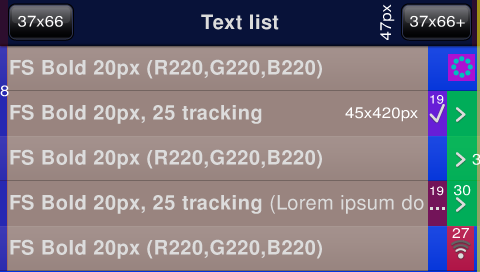 37x66 Text list 47px 37x66+
FS Bold 20px (R220,G220,B220)
8
FS Bold 20px, 25 tracking 45x420px 19
FS Bold 20px (R220,G220,B220) 3
FS Bold 20px, 25 tracking (Lorem ipsum do ... 19 30
FS Bold 20px (R220,G220,B220) 27